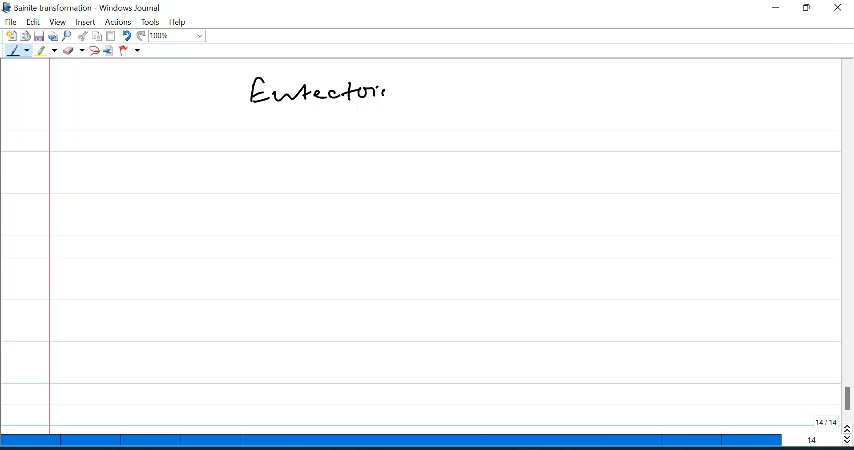 Bainite transformation - Windows Journal
File Edit View Insert Actions Tools Help
100%
Eutectoi
14 / 14
14